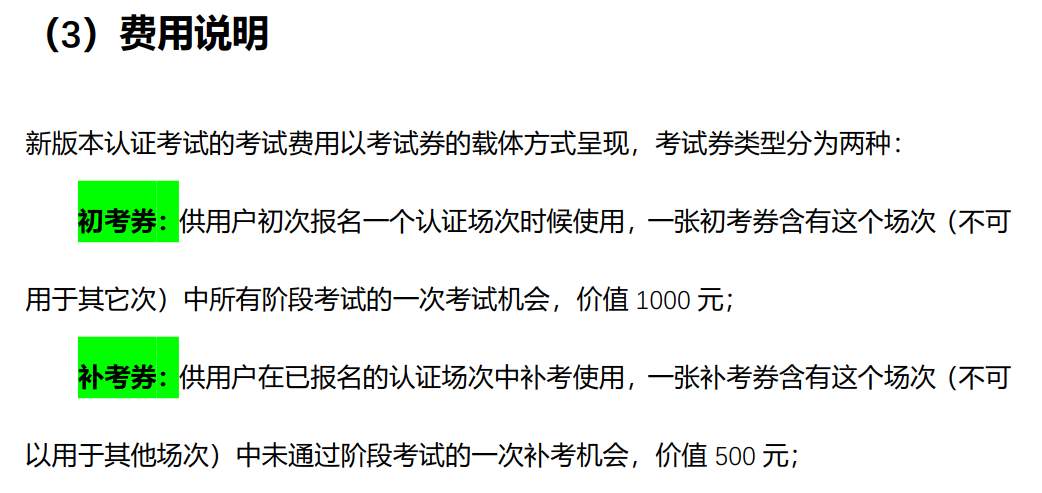 （3）费用说明
新版本认证考试的考试费用以考试券的载体方式呈现，考试券类型分为两种：
初考券：供用户初次报名一个认证场次时候使用，一张初考券含有这个场次（不可
用于其它次）中所有阶段考试的一次考试机会，价值 1000 元；
补考券：供用户在已报名的认证场次中补考使用，一张补考券含有这个场次（不可
以用于其他场次）中未通过阶段考试的一次补考机会，价值 500 元；